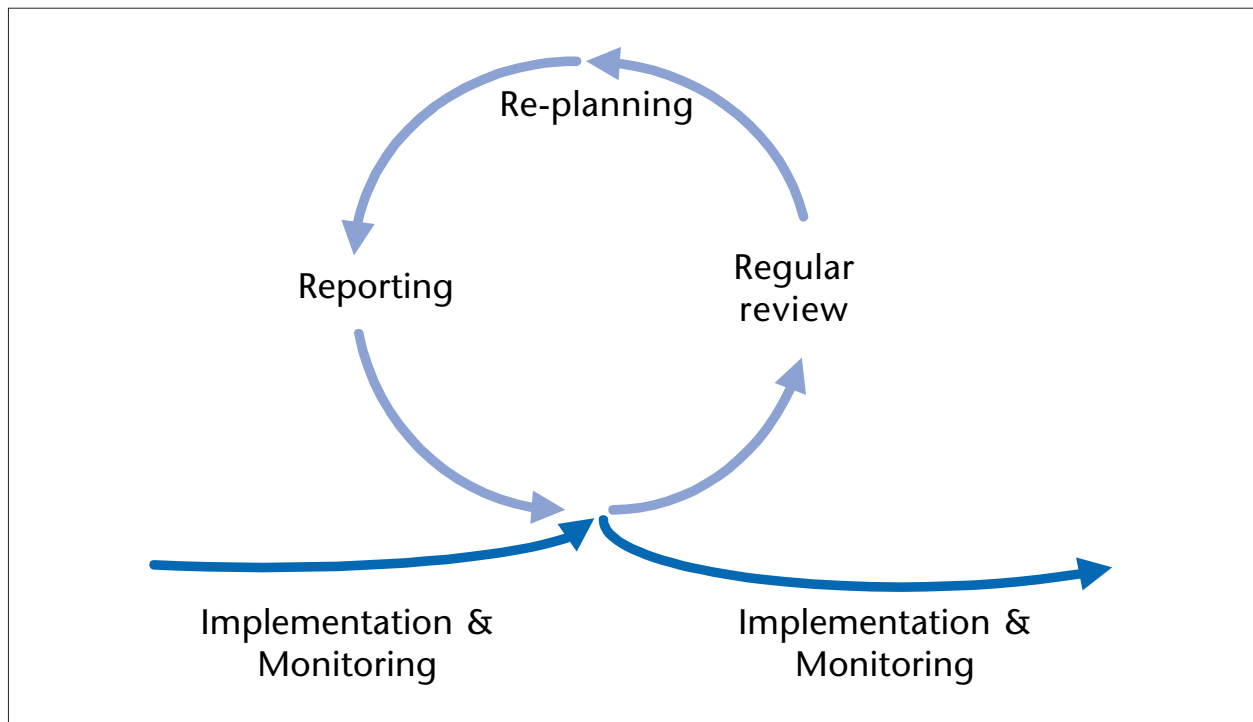 Re-planning
Reporting
Regular
review
Implementation &
Monitoring
Implementation &
Monitoring